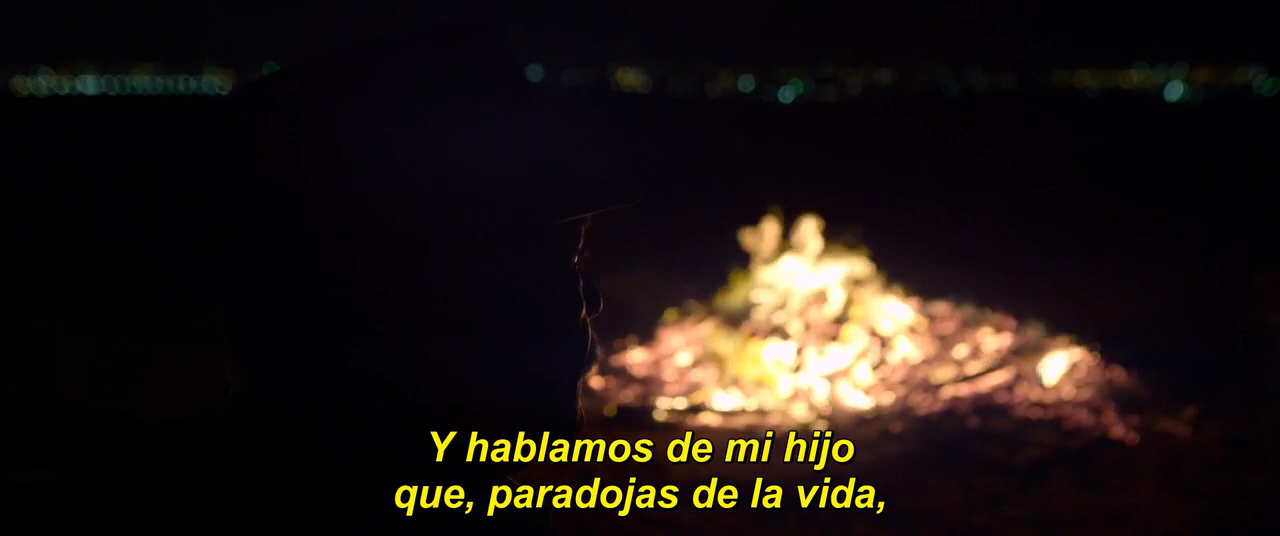 Y hablamos de mi hijo
que, paradojas de la vida,